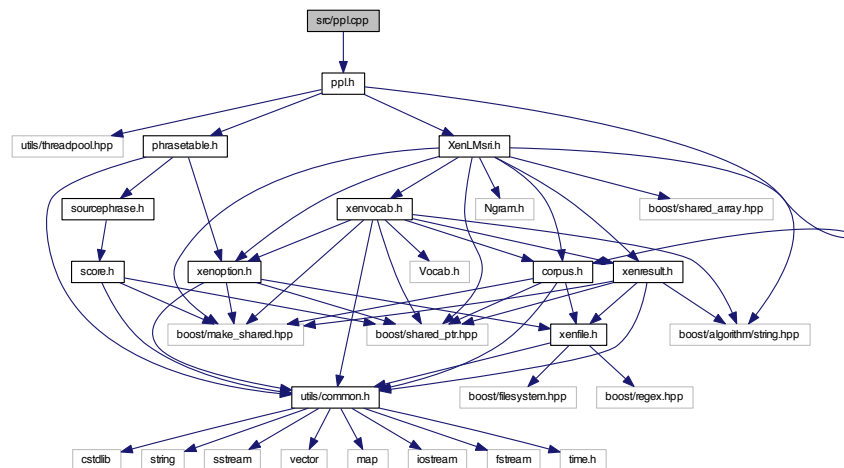 src/ppl.cpp
ppl.h
utils/threadpool.hpp
phrasetable.h
XenLMsri.h
sourcephrase.h
xenvocab.h
Ngram.h
boost/shared_array.hpp
score.h
xenoption.h
Vocab.h
corpus.h
xenresult.h
boost/make_shared.hpp
boost/shared_ptr.hpp
xenfile.h
boost/algorithm/string.hpp
utils/common.h
boost/filesystem.hpp
boost/regex.hpp
cstdlib
string
sstream
vector
map
iostream
fstream
time.h